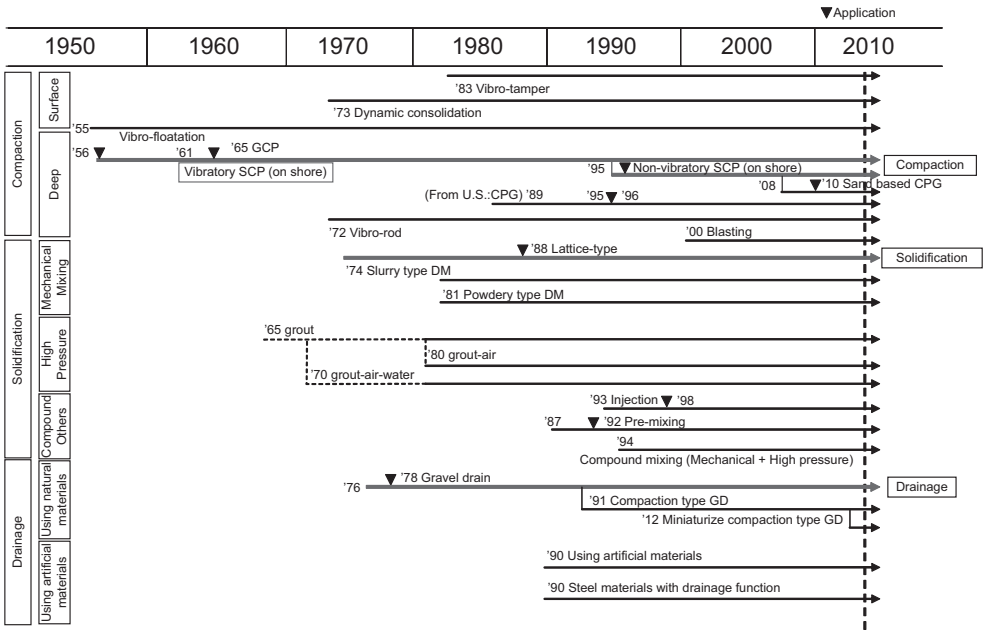 ▼Application
1950 1960 1970 1980 1990 2000 2010
Compaction
Surface
’83 Vibro-tamper
’73 Dynamic consolidation
’55
Vibro-floatation
Deep
’56 ’61 ’65 GCP
Vibratory SCP (on shore)
Compaction
’95 Non-vibratory SCP (on shore)
’08 ’10 Sand based CPG
(From U.S.:CPG) ’89 ’95 ’96
’72 Vibro-rod
’00 Blasting
Solidification
Mechanical
Mixing
’88 Lattice-type
Solidification
’74 Slurry type DM
’81 Powdery type DM
High
Pressure
’65 grout
’80 grout-air
’70 grout-air-water
Compound
Others
’93 Injection ’98
’87 ’92 Pre-mixing
’94
Compound mixing (Mechanical + High pressure)
Drainage
Using natural
materials
’76 ’78 Gravel drain
Drainage
’91 Compaction type GD
’12 Miniaturize compaction type GD
Using artificial
materials
’90 Using artificial materials
’90 Steel materials with drainage function